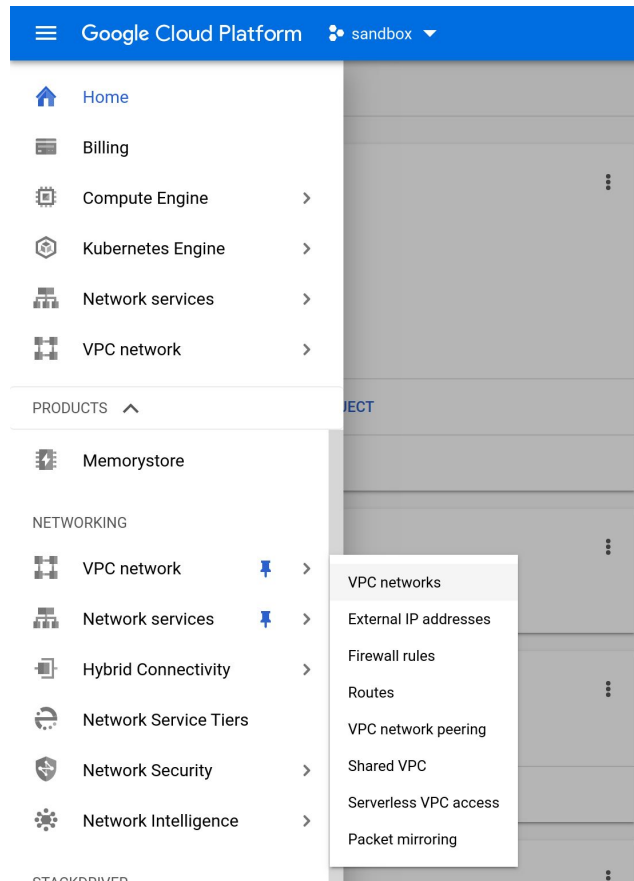 Google Cloud Platform sandbox
Home
Billing
Compute Engine
Kubernetes Engine
Network services
VPC network
PRODUCTS
JECT
Memorystore
NETWORKING
VPC network
Network services
Hybrid Connectivity
Network Service Tiers
Network Security
Network Intelligence
STACKDRIVER
VPC networks
External IP addresses
Firewall rules
Routes
VPC network peering
Shared VPC
Serverless VPC access
Packet mirroring